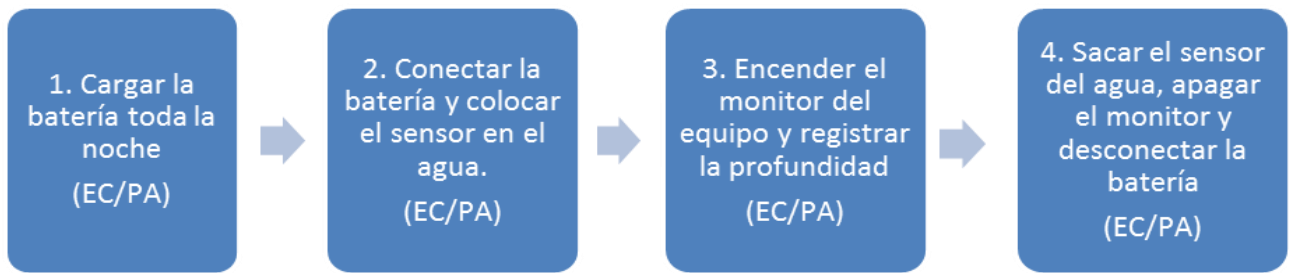 1. Cargar la
batería toda la
noche
(EC/PA)
2. Conectar la
batería y colocar
el sensor en el
agua.
(EC/PA)
3. Encender el
monitor del
equipo y registrar
la profundidad
(EC/PA)
4. Sacar el sensor
del agua, apagar
el monitor y
desconectar la
batería
(EC/PA)